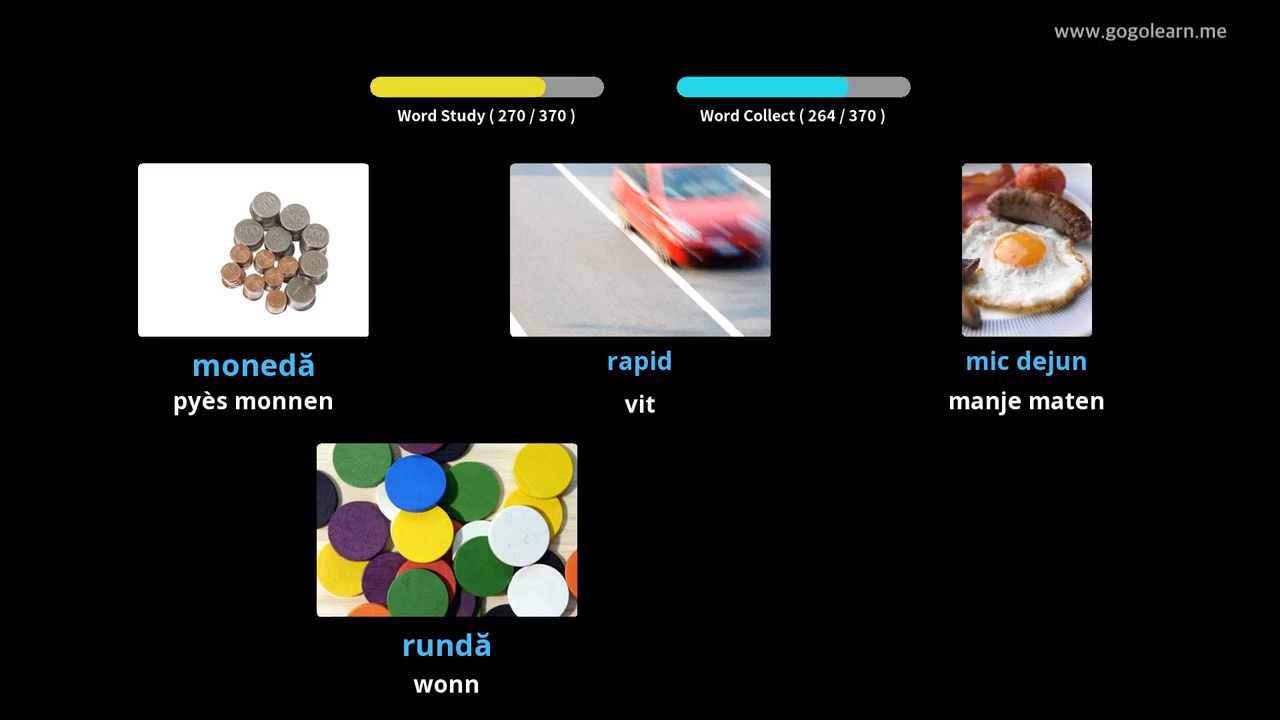 www.gogolearn.me
Word Study ( 270 / 370 )
Word Collect ( 264 / 370 )
monedă
pyès monnen
rapid
vit
mic dejun
manje maten
rundă
wonn